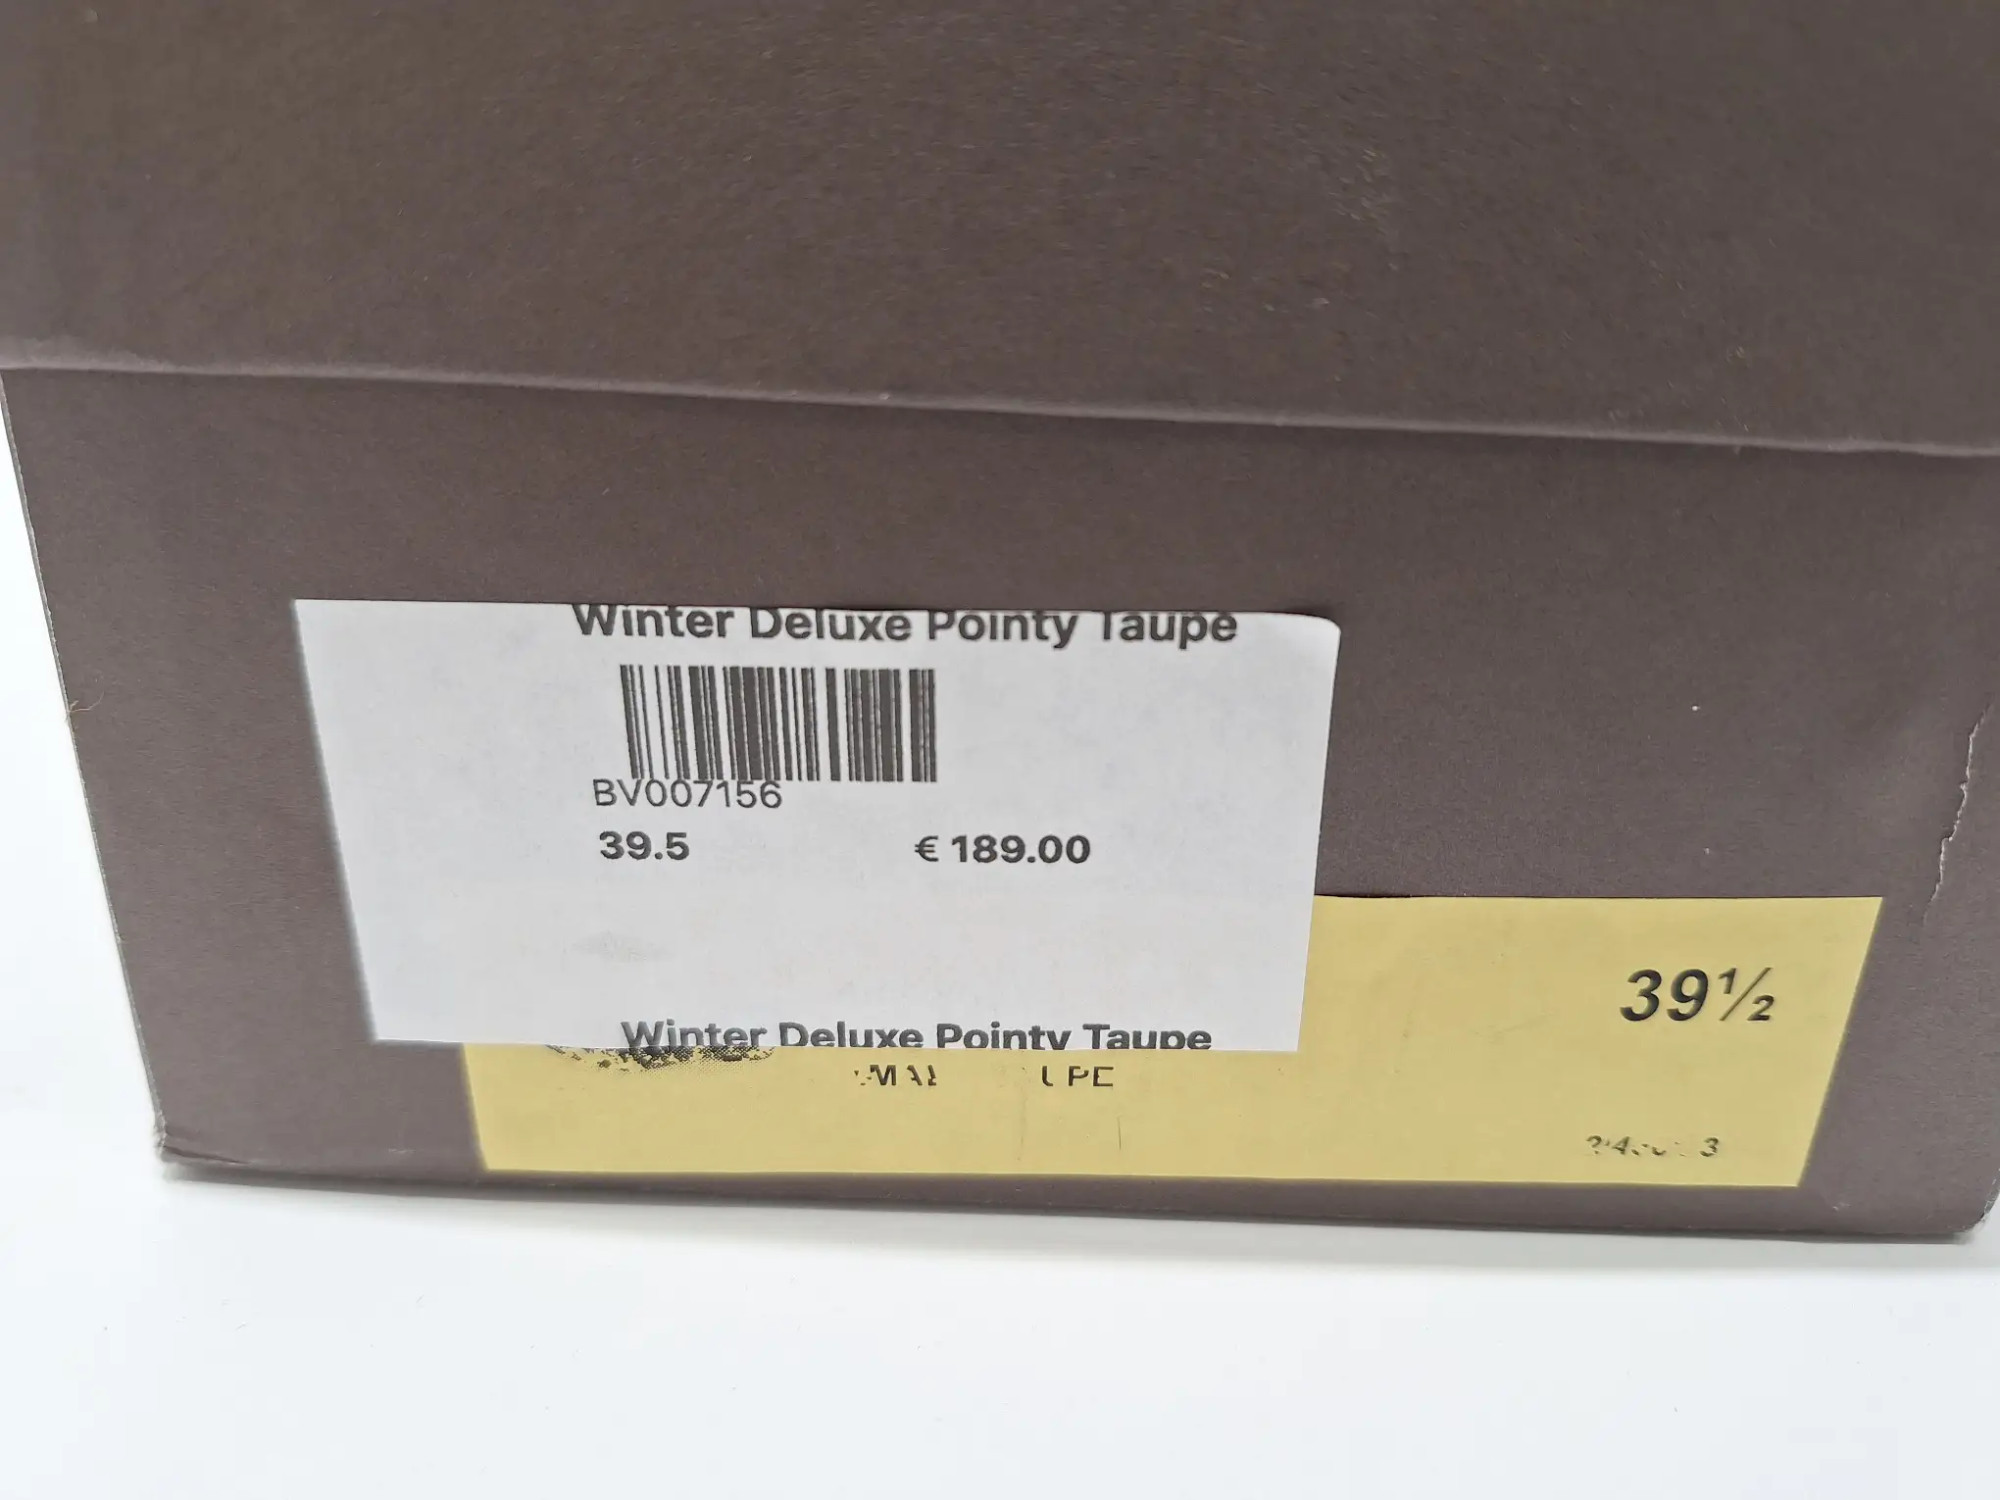 Winter Deluxe Pointy Taupe
BV007156
39.5 € 189.00
39½
Winter Deluxe Pointy Taupe